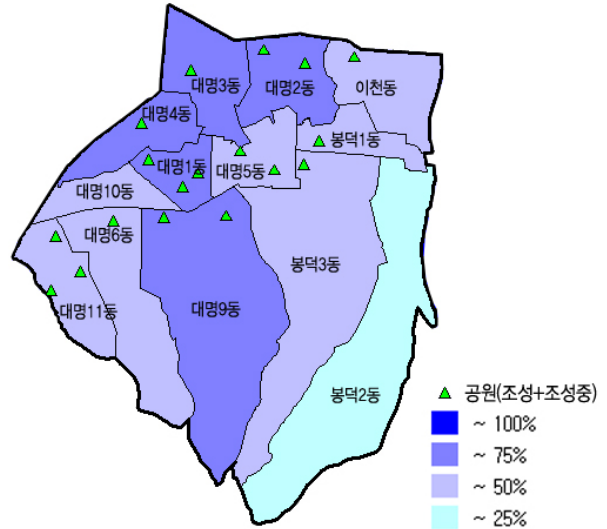 대명3동
대명2동
이천동
대명4동
봉덕1동
대명1동
대명5동
대명10동
대명6동
봉덕3동
대명11동
대명9동
봉덕2동
공원(조성+조성중)
~ 100%
~ 75%
~ 50%
~ 25%